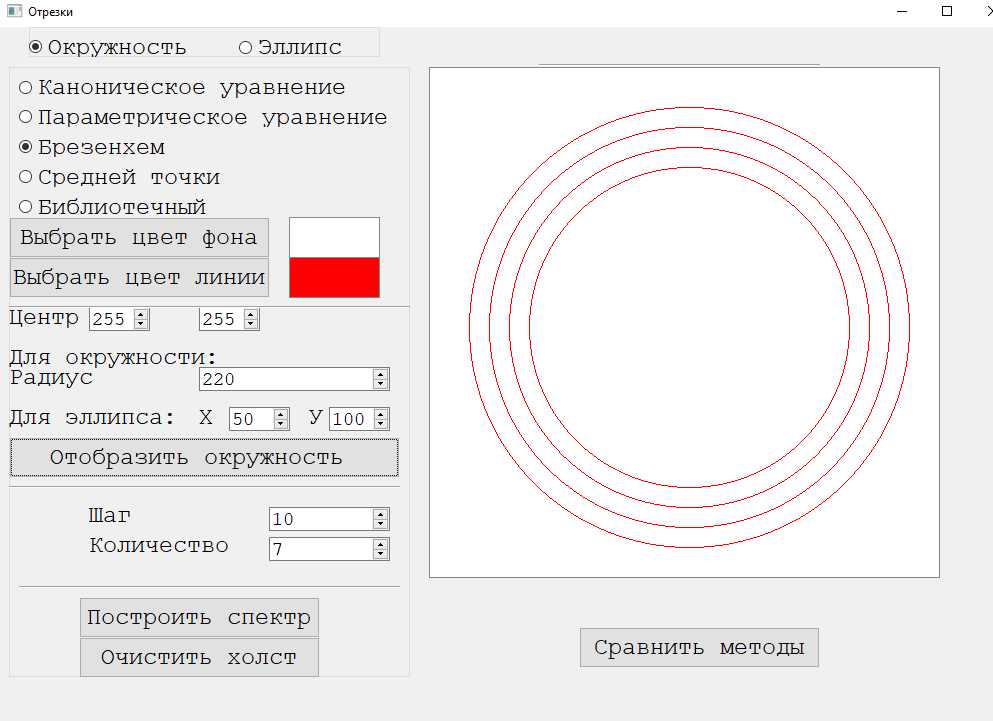 Отрезки
Окружность Эллипс
Каноническое уравнение
Параметрическое уравнение
Брезенхем
Средней точки
Библиотечный
Выбрать цвет фона
Выбрать цвет линии
Центр 255 255
Для окружности:
Радиус 220
Для эллипса: X 50 У 100
Отобразить окружность
Шаг 10
Количество 7
Построить спектр
Очистить холст
Сравнить методы